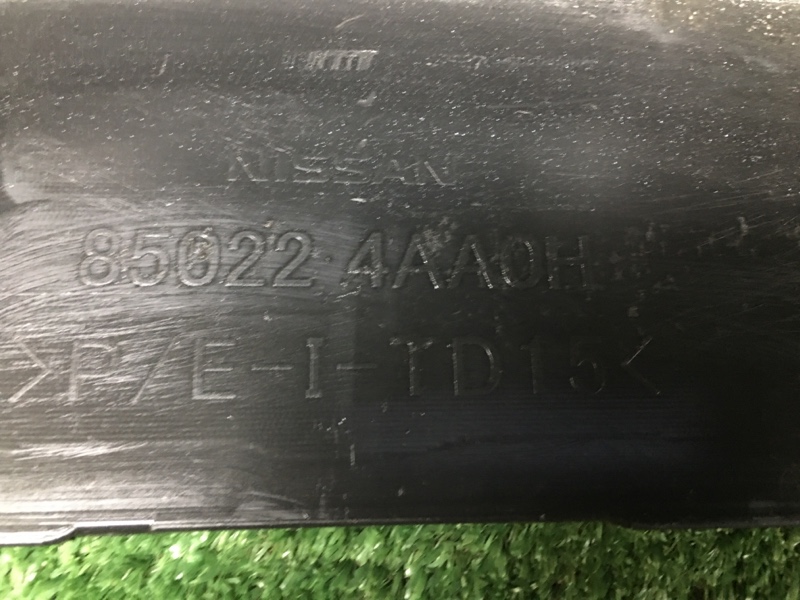 NISSAN
85022 4AA0H
>P/E-I-TD15<